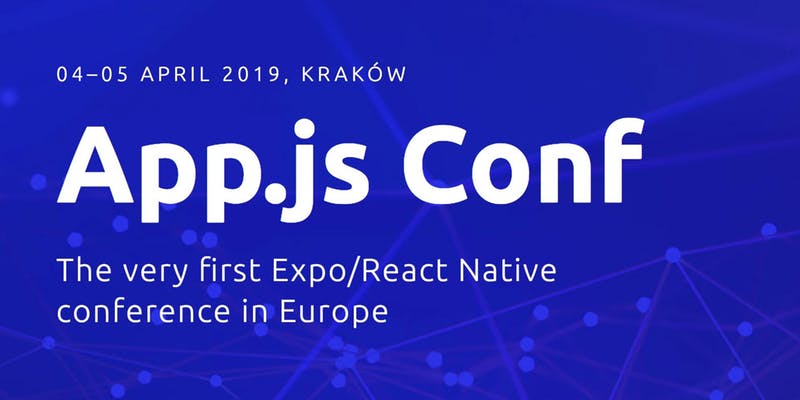 04–05 APRIL 2019, KRAKÓW
App.js Conf
The very first Expo/React Native
conference in Europe